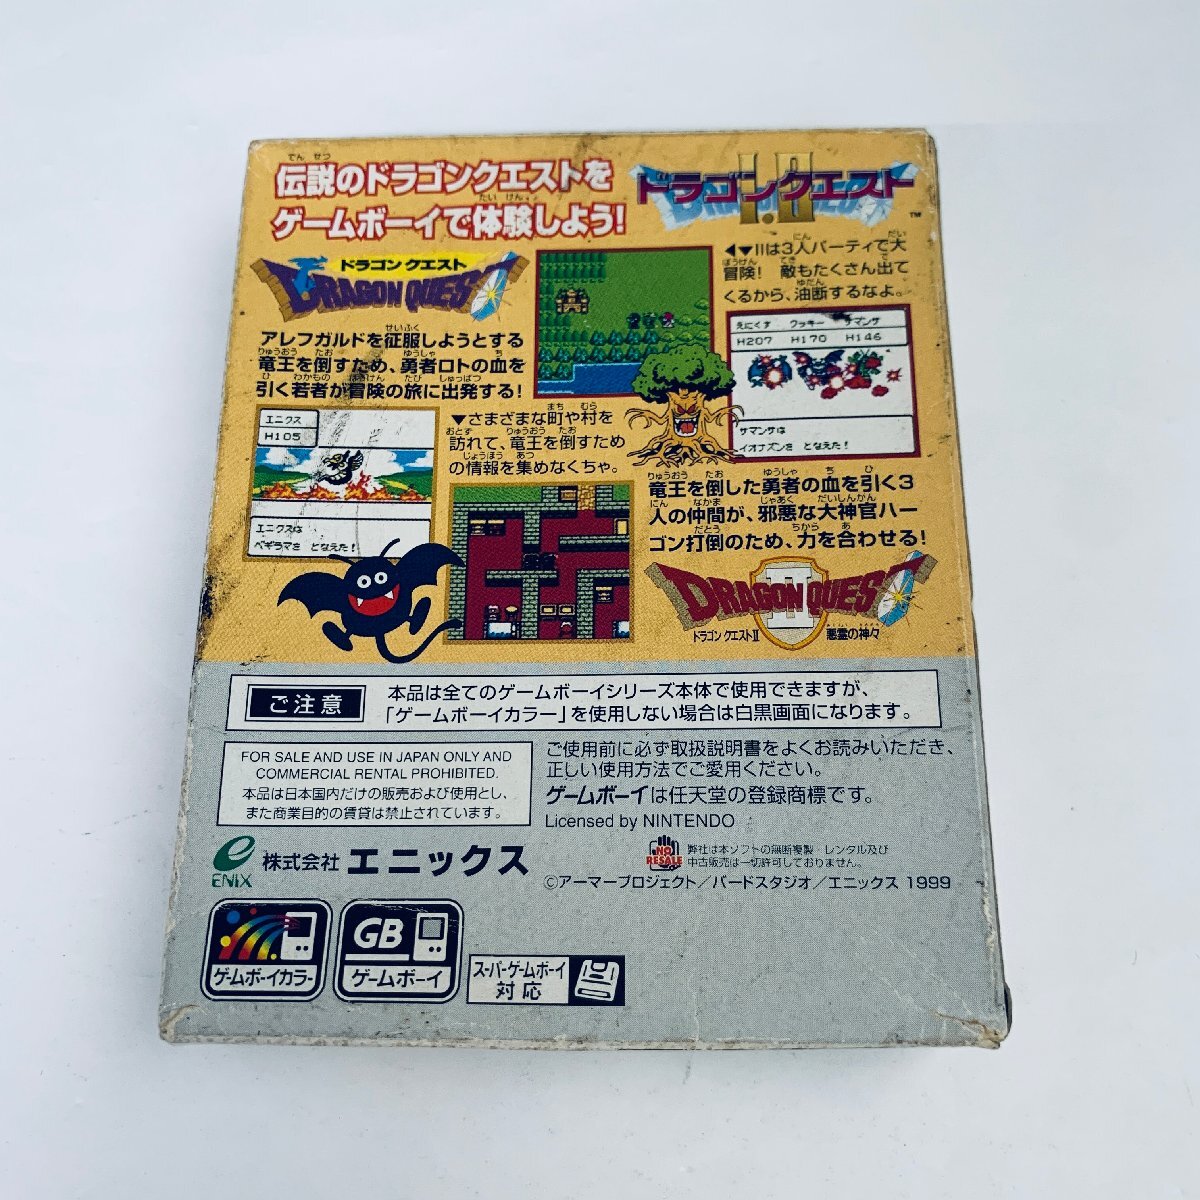 伝説のドラゴンクエストを
ゲームボーイで体験しよう!
ドラゴンクエスト
I・II
DRAGON QUEST
™
ドラゴンクエスト
DRAGON QUEST
アレフガルドを征服しようとする
竜王を倒すため、勇者ロトの血を
引く若者が冒険の旅に出発する!
◀▼IIは3人パーティで大
冒険! 敵もたくさん出て
くるから、油断するなよ。
えにくす クッキー サマンサ
H207 H170 H146
サマンサは
イオナズンを となえた!
エニクス
H105
エニクスは
ベギラマを となえた!
▼さまざまな町や村を
訪れて、竜王を倒すため
の情報を集めなくちゃ。
竜王を倒した勇者の血を引く3
人の仲間が、邪悪な大神官ハー
ゴン打倒のため、力を合わせる!
DRAGON QUEST
II
ドラゴンクエストII 悪霊の神々
ご注意
本品は全てのゲームボーイシリーズ本体で使用できますが、
「ゲームボーイカラー」を使用しない場合は白黒画面になります。
FOR SALE AND USE IN JAPAN ONLY AND
COMMERCIAL RENTAL PROHIBITED.
本品は日本国内だけの販売および使用とし、
また商業目的の賃貸は禁止されています。
ご使用前に必ず取扱説明書をよくお読みいただき、
正しい使用方法でご愛用ください。
ゲームボーイは任天堂の登録商標です。
Licensed by NINTENDO
ENIX
株式会社 エニックス
NO
RESALE
弊社は本ソフトの無断複製・レンタル及び
中古販売は一切許可しておりません。
©アーマープロジェクト/バードスタジオ/エニックス 1999
ゲームボーイカラー
GB
ゲームボーイ
スーパーゲームボーイ
対応